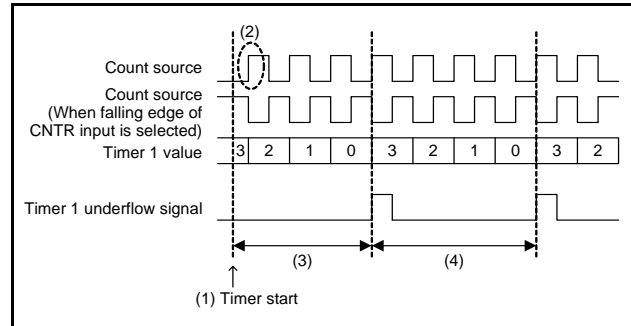 (2)
Count source
Count source
(When falling edge of
CNTR input is selected)
Timer 1 value
3 2 1 0 3 2 1 0 3 2
Timer 1 underflow signal
(3)
(4)
(1) Timer start